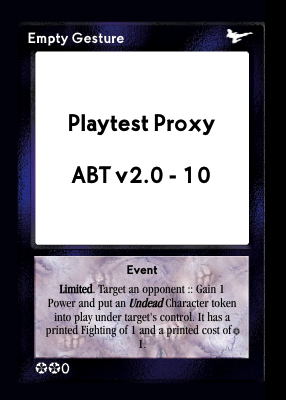 Empty Gesture
Playtest Proxy
ABT v2.0 - 10
Event
Limited. Target an opponent :: Gain 1
Power and put an Undead Character token
into play under target's control. It has a
printed Fighting of 1 and a printed cost of
1.
0